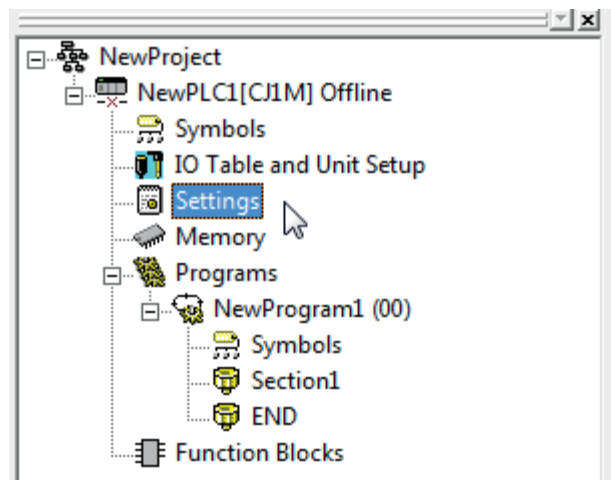 NewProject
NewPLC1[CJ1M] Offline
Symbols
IO Table and Unit Setup
Settings
Memory
Programs
NewProgram1 (00)
Symbols
Section1
END
Function Blocks